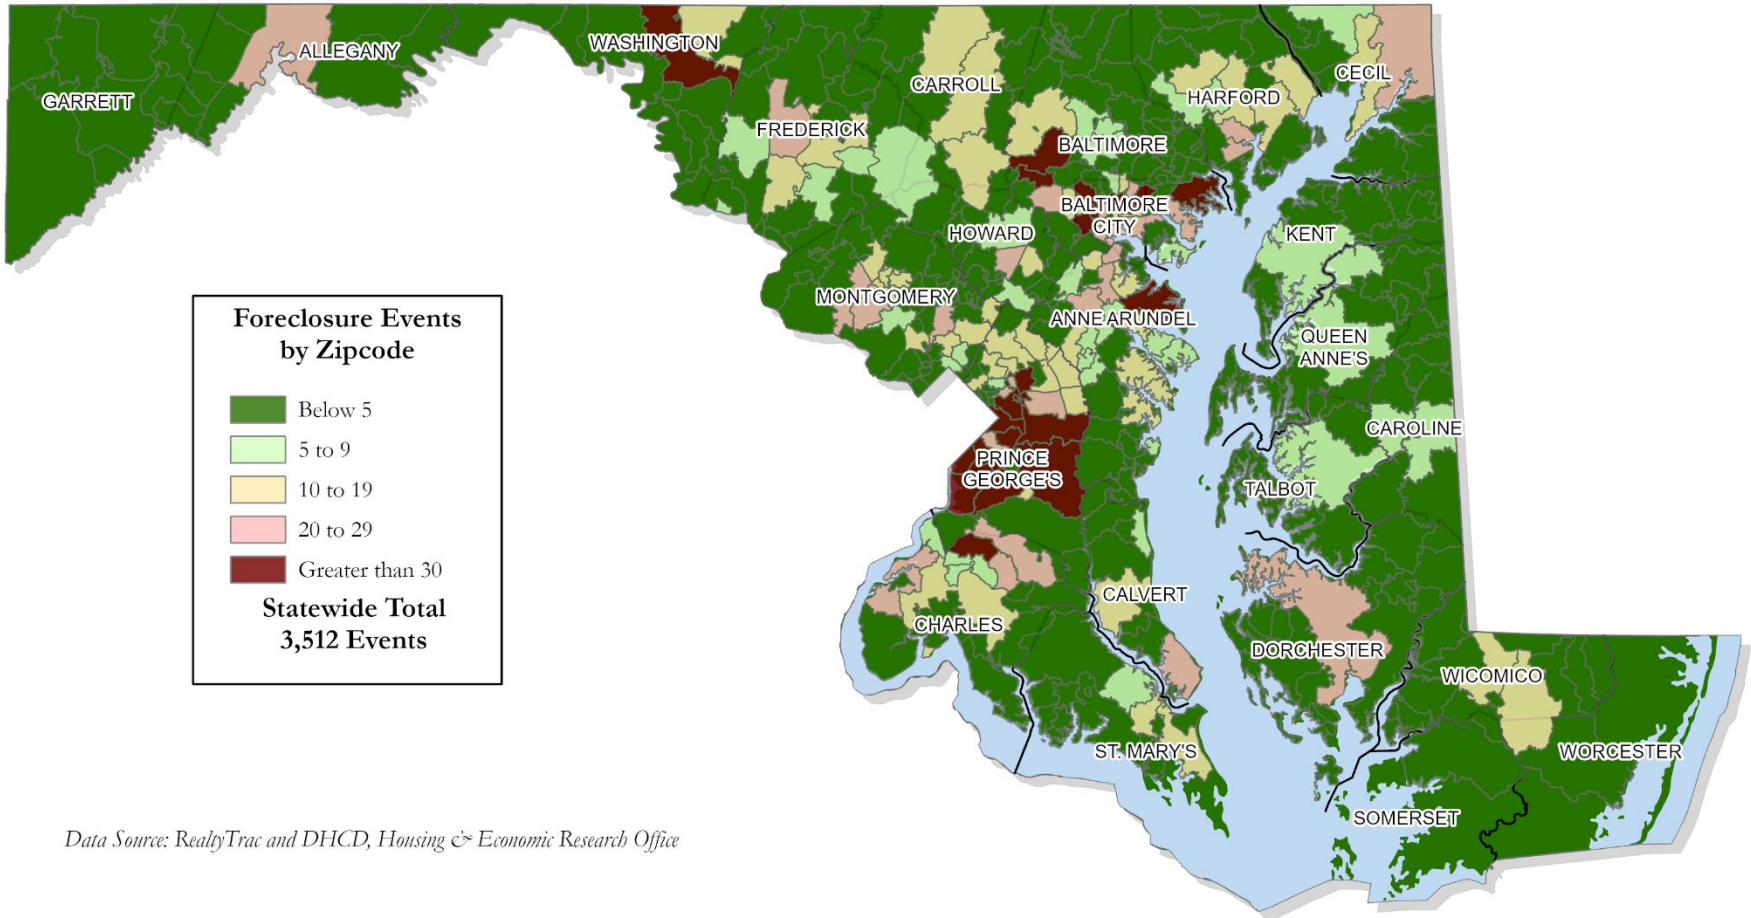 WASHINGTON
ALLEGANY
GARRETT
CARROLL
CECIL
HARFORD
FREDERICK
BALTIMORE
BALTIMORE
CITY
HOWARD
KENT
MONTGOMERY
ANNE ARUNDEL
QUEEN
ANNE'S
CAROLINE
PRINCE
GEORGE'S
TALBOT
CALVERT
CHARLES
DORCHESTER
WICOMICO
ST. MARY'S
WORCESTER
SOMERSET
Foreclosure Events
by Zipcode
Below 5
5 to 9
10 to 19
20 to 29
Greater than 30
Statewide Total
3,512 Events
Data Source: RealtyTrac and DHCD, Housing & Economic Research Office